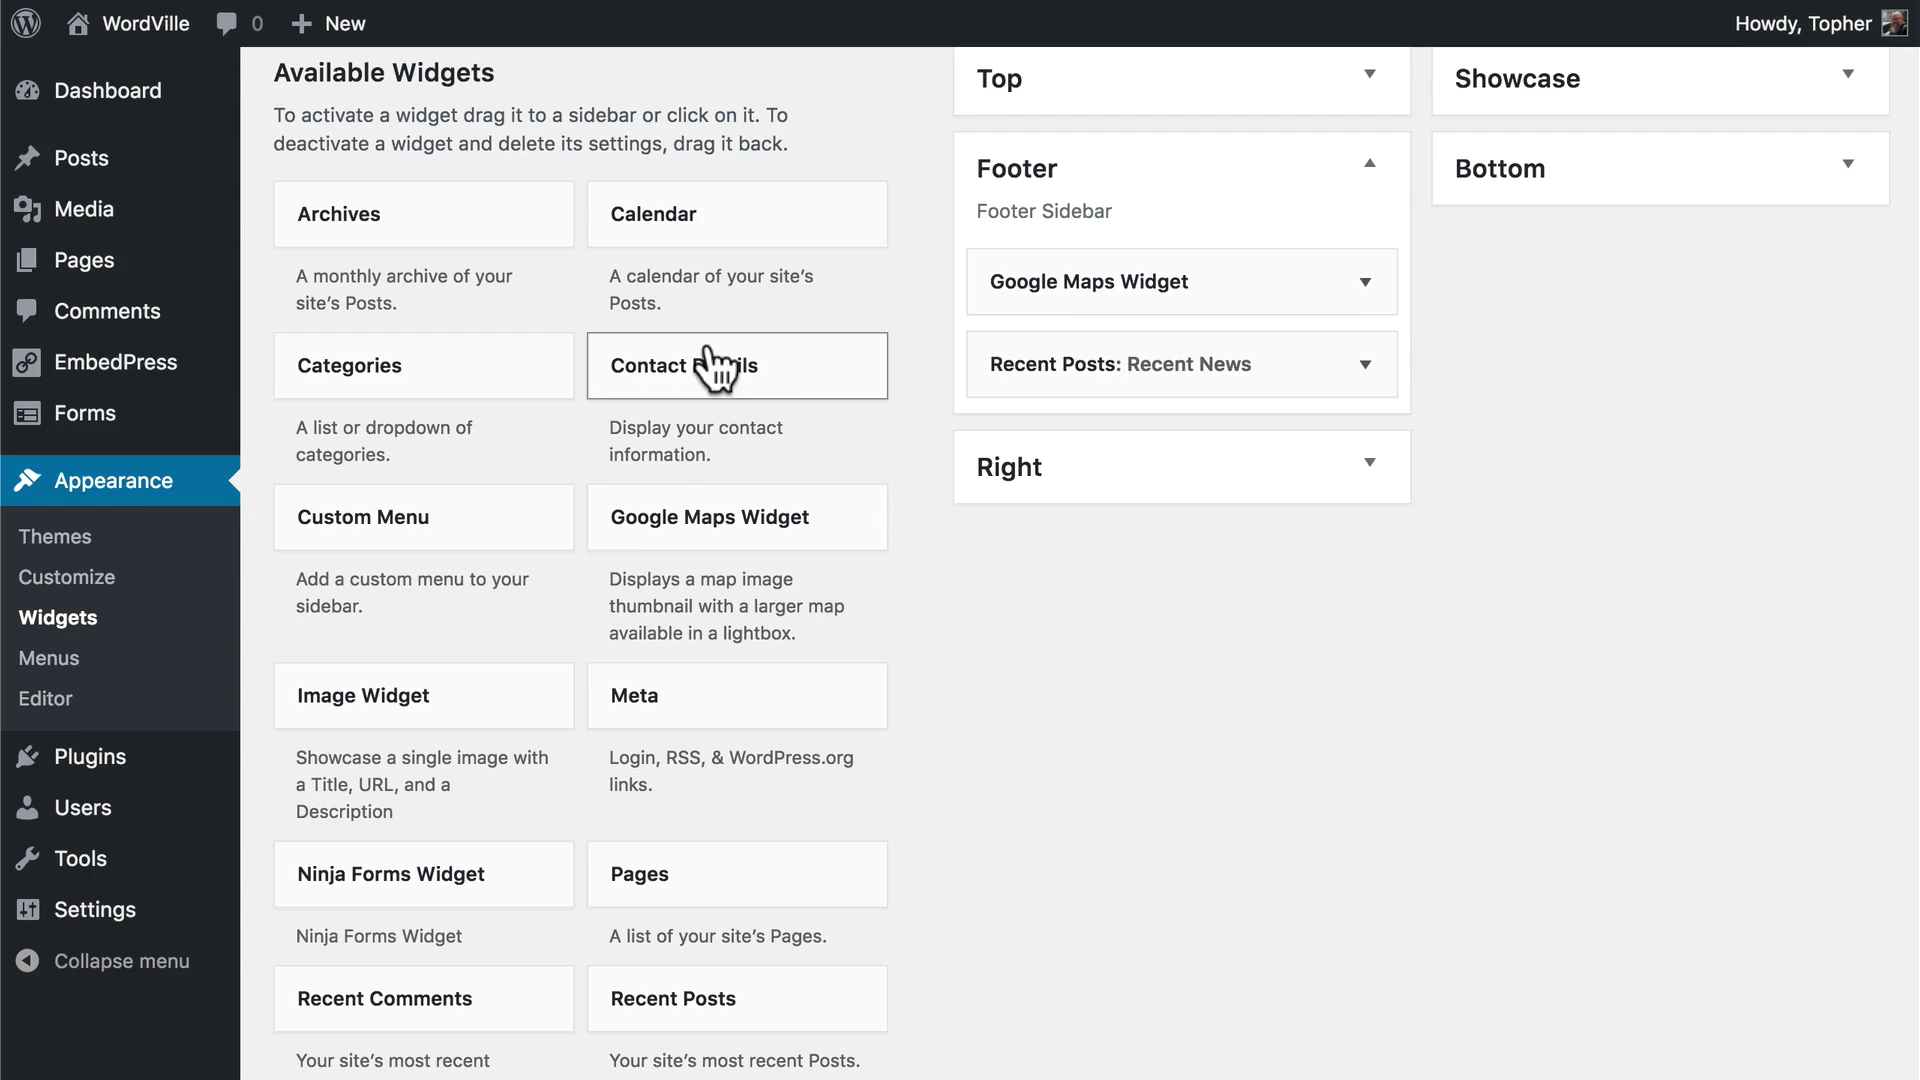 WordVille
0
New
Howdy, Topher
Dashboard
Posts
Media
Pages
Comments
EmbedPress
Forms
Appearance
Themes
Customize
Widgets
Menus
Editor
Plugins
Users
Tools
Settings
Collapse menu
Available Widgets
To activate a widget drag it to a sidebar or click on it. To
deactivate a widget and delete its settings, drag it back.
Archives
A monthly archive of your
site's Posts.
Calendar
A calendar of your site's
Posts.
Categories
A list or dropdown of
categories.
Contact
Display your contact
information.
Custom Menu
Add a custom menu to your
sidebar.
Google Maps Widget
Displays a map image
thumbnail with a larger map
available in a lightbox.
Image Widget
Showcase a single image with
a Title, URL, and a
Description
Meta
Login, RSS, & WordPress.org
links.
Ninja Forms Widget
Ninja Forms Widget
Pages
A list of your site's Pages.
Recent Comments
Your site's most recent
Recent Posts
Your site's most recent Posts.
Top
Footer
Footer Sidebar
Google Maps Widget
Recent Posts: Recent News
Right
Showcase
Bottom